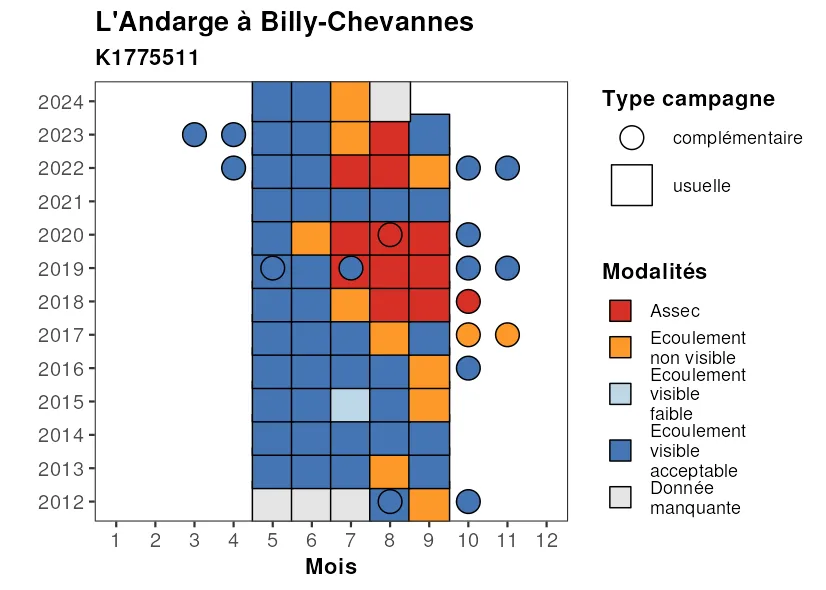 L'Andarge à Billy-Chevannes
K1775511
2024
2023
2022
2021
2020
2019
2018
2017
2016
2015
2014
2013
2012
1 2 3 4 5 6 7 8 9 10 11 12
Mois
Type campagne
complémentaire
usuelle
Modalités
Assec
Ecoulement
non visible
Ecoulement
visible
faible
Ecoulement
visible
acceptable
Donnée
manquante